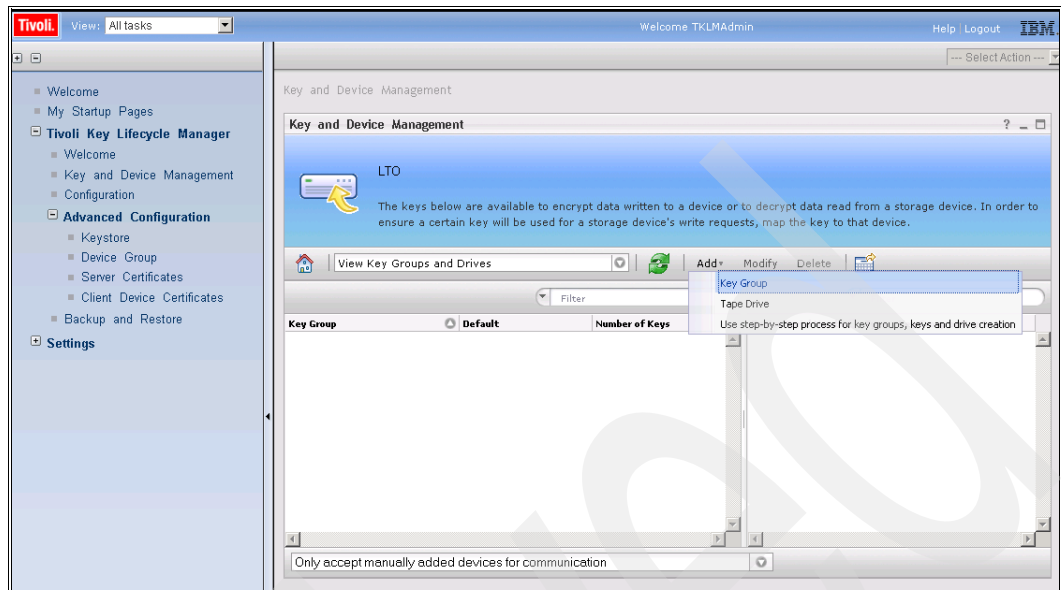 Tivoli. View: All tasks Welcome TKLMAdmin Help Logout IBM.
--- Select Action ---
Welcome
My Startup Pages
Tivoli Key Lifecycle Manager
Welcome
Key and Device Management
Configuration
Advanced Configuration
Keystore
Device Group
Server Certificates
Client Device Certificates
Backup and Restore
Settings
Key and Device Management
Key and Device Management ?
LTO
The keys below are available to encrypt data written to a device or to decrypt data read from a storage device. In order to
ensure a certain key will be used for a storage device's write requests, map the key to that device.
View Key Groups and Drives Add Modify Delete
Key Group
Tape Drive
Use step-by-step process for key groups, keys and drive creation
Filter
Key Group Default Number of Keys
Only accept manually added devices for communication